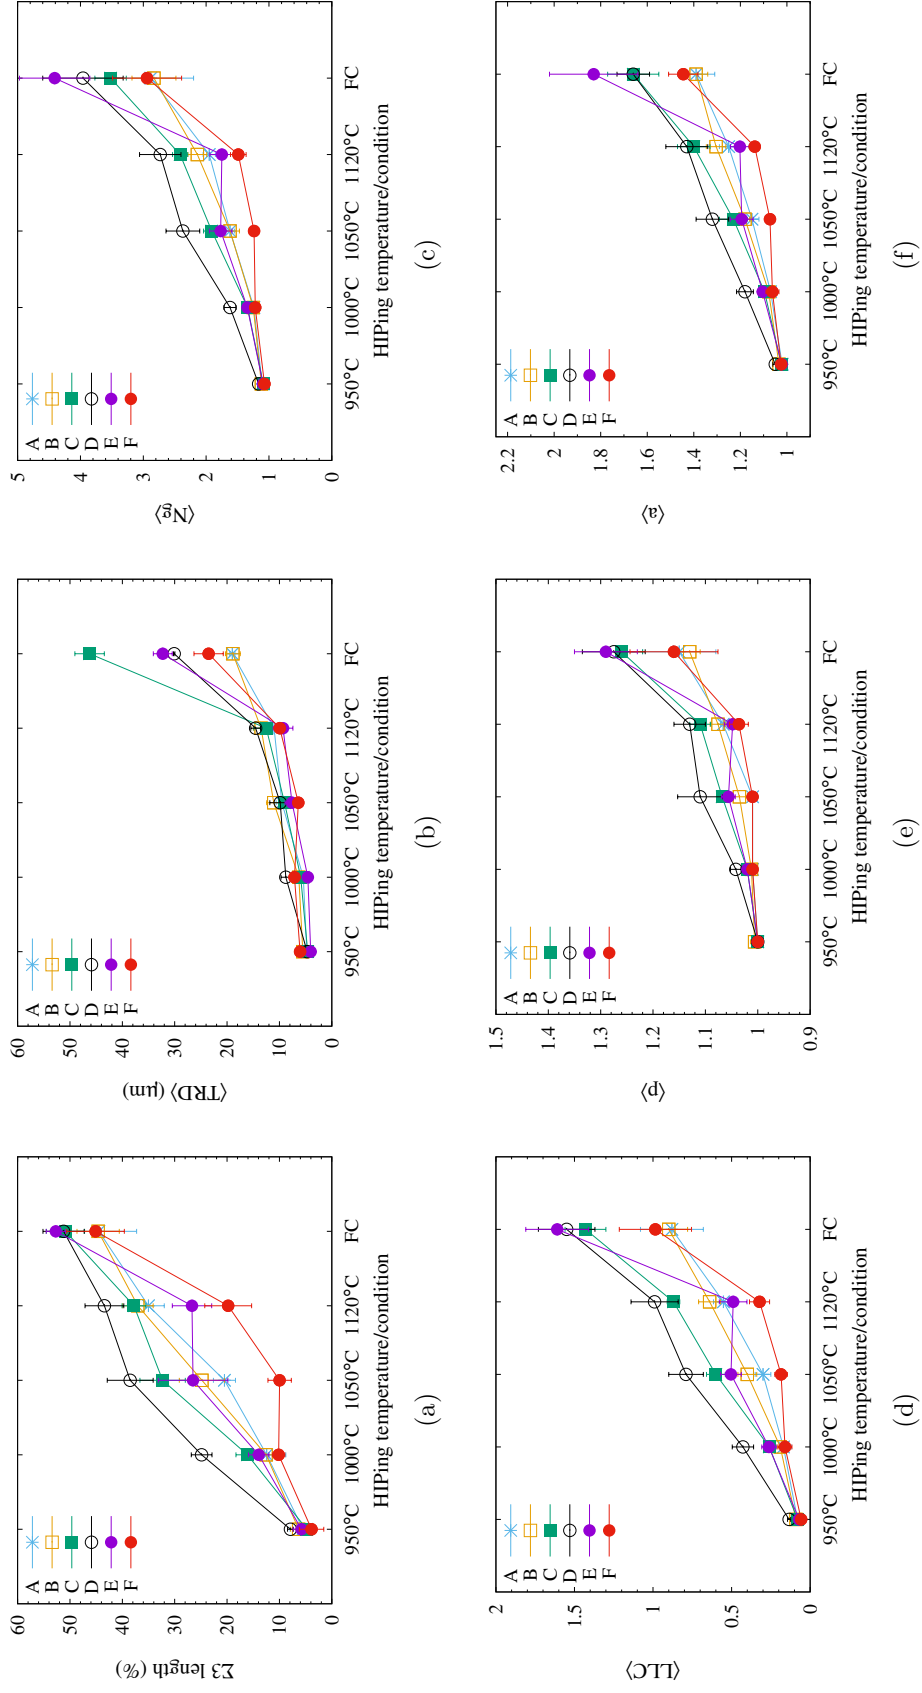 60
50
40
30
20
10
0
Σ3 length (%)
A
B
C
D
E
F
950°C 1000°C 1050°C 1120°C FC
HIPing temperature/condition
(a)
60
50
40
30
20
10
0
⟨TRD⟩ (µm)
A
B
C
D
E
F
950°C 1000°C 1050°C 1120°C FC
HIPing temperature/condition
(b)
5
4
3
2
1
0
⟨Ng⟩
A
B
C
D
E
F
950°C 1000°C 1050°C 1120°C FC
HIPing temperature/condition
(c)
2
1.5
1
0.5
0
⟨LLC⟩
A
B
C
D
E
F
950°C 1000°C 1050°C 1120°C FC
HIPing temperature/condition
(d)
1.5
1.4
1.3
1.2
1.1
1
0.9
⟨p⟩
A
B
C
D
E
F
950°C 1000°C 1050°C 1120°C FC
HIPing temperature/condition
(e)
2.2
2
1.8
1.6
1.4
1.2
1
⟨a⟩
A
B
C
D
E
F
950°C 1000°C 1050°C 1120°C FC
HIPing temperature/condition
(f)